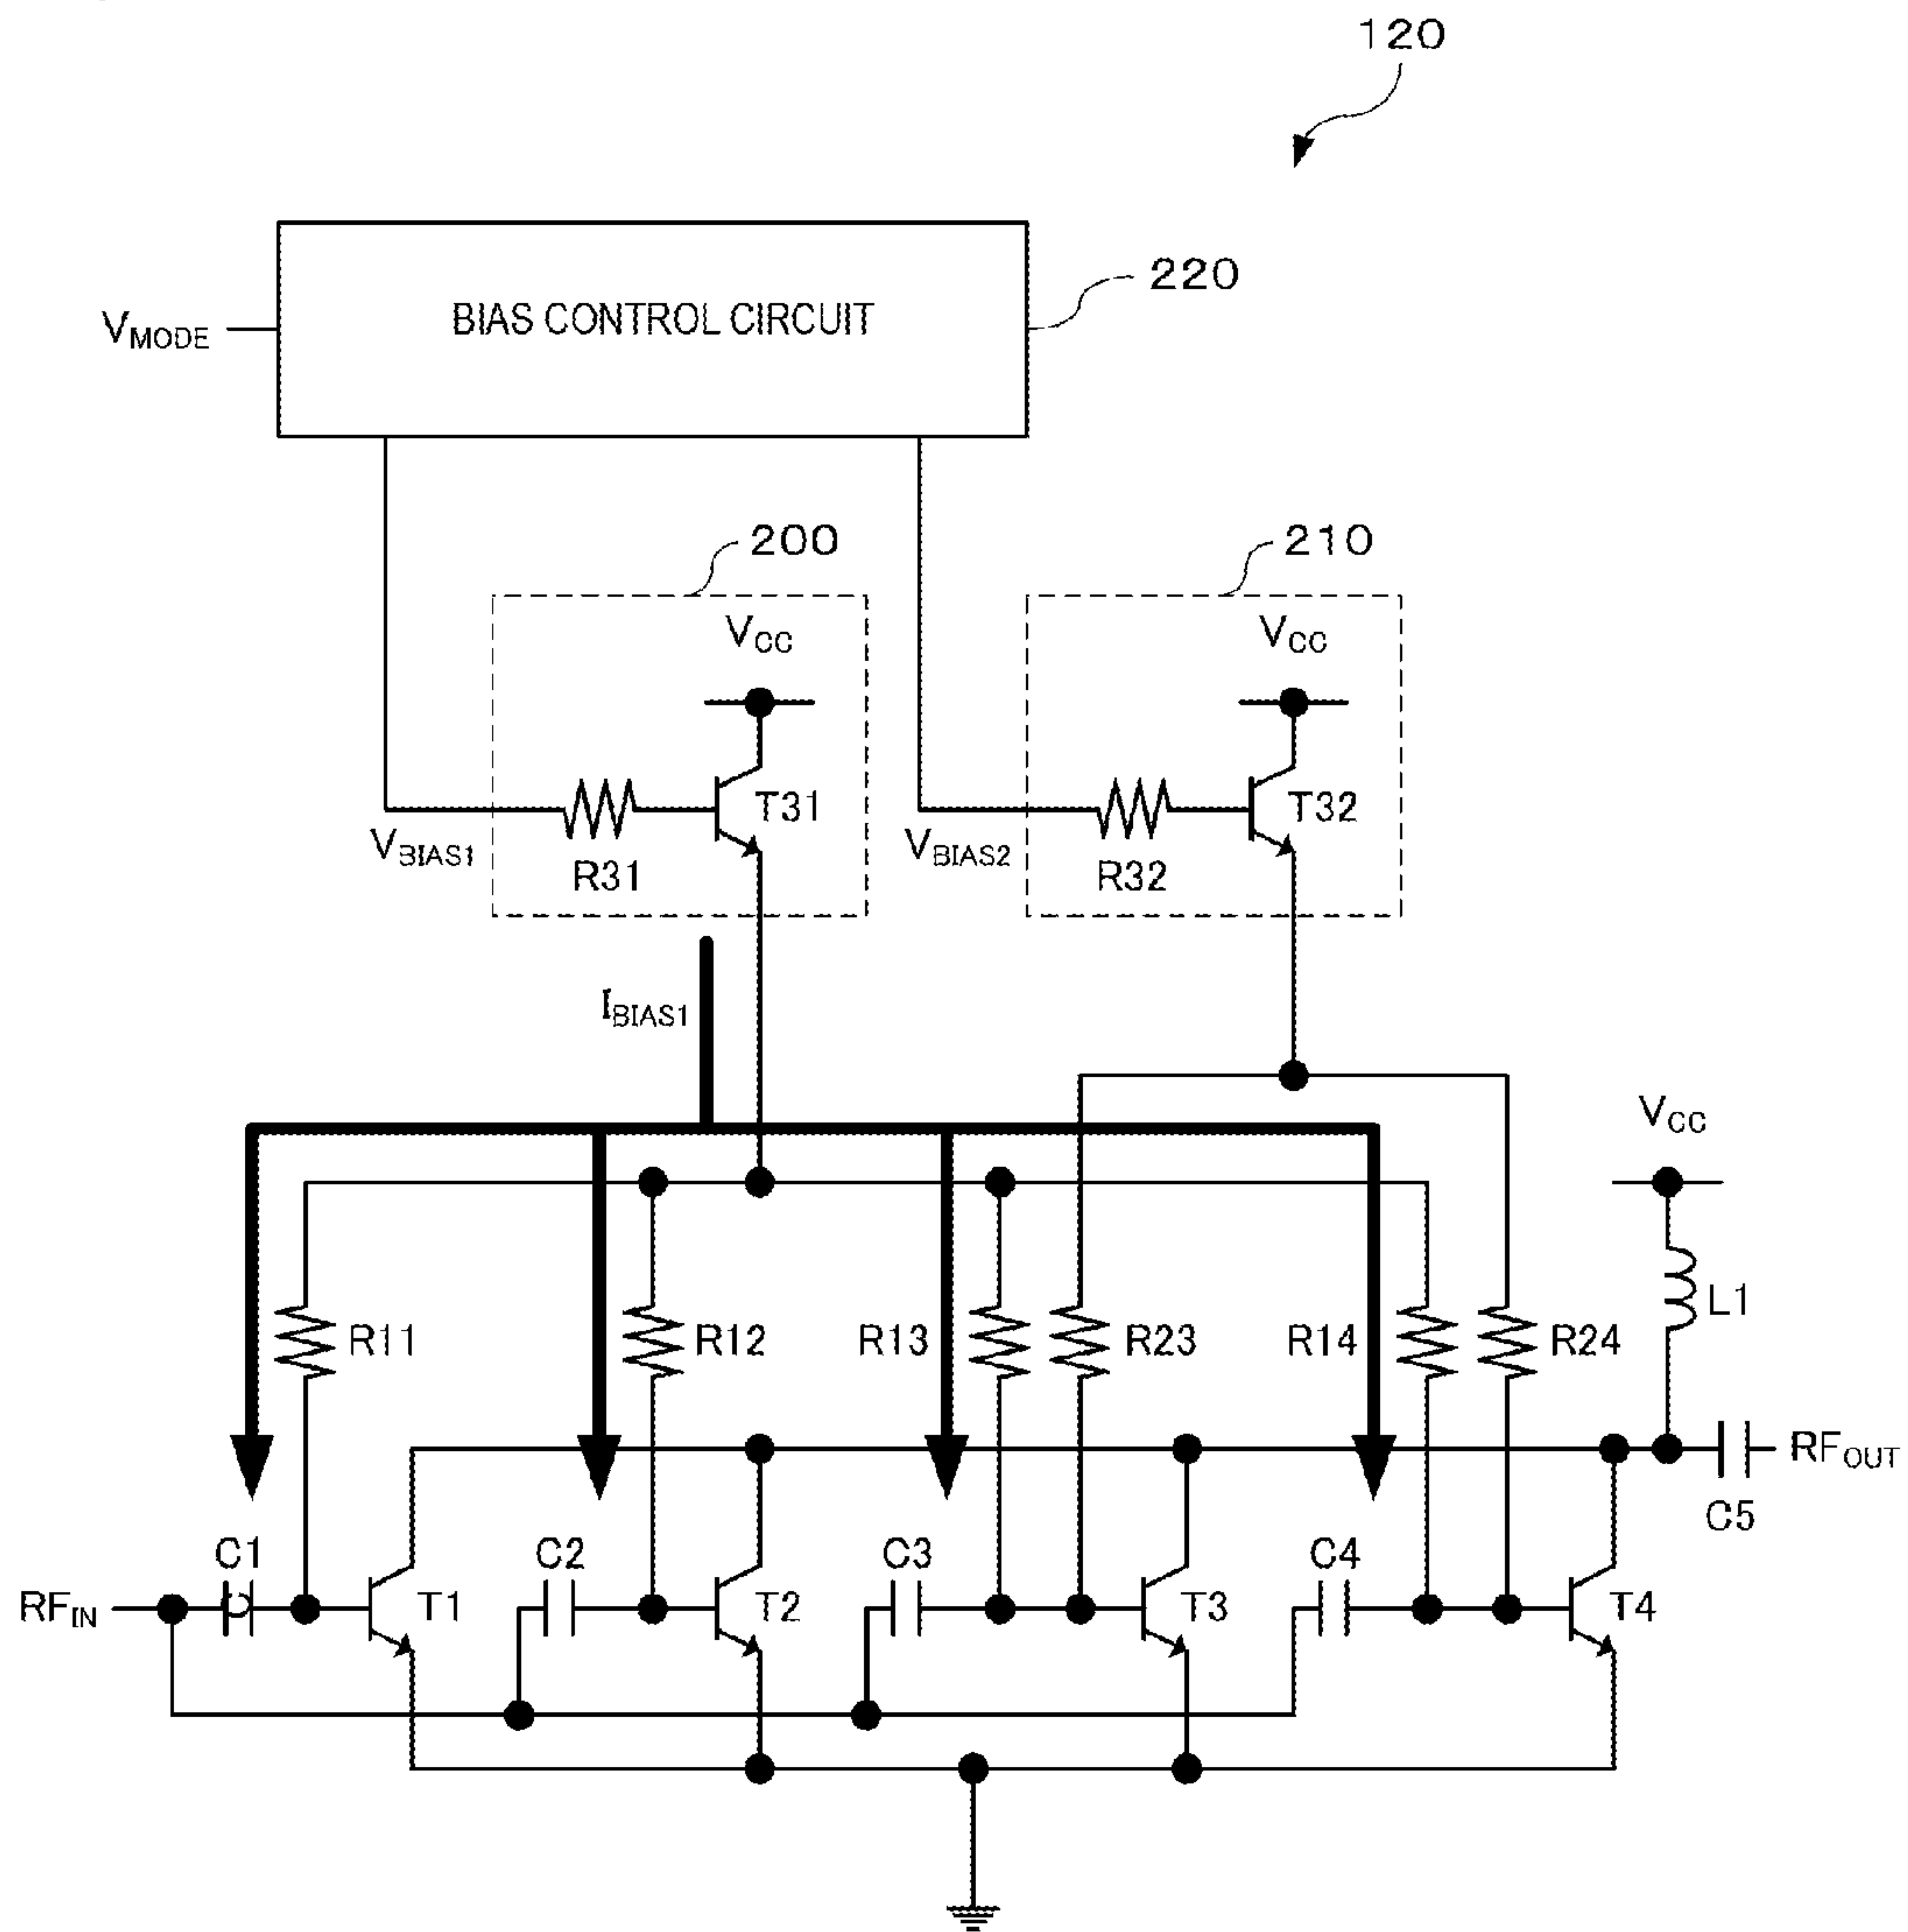 120
BIAS CONTROL CIRCUIT
220
VMODE
200
210
VCC
VCC
T31
T32
VBIAS1
R31
VBIAS2
R32
IBIAS1
VCC
L1
R11
R12
R13
R23
R14
R24
RFOUT
C5
C1
C2
C3
C4
RFIN
T1
T2
T3
T4